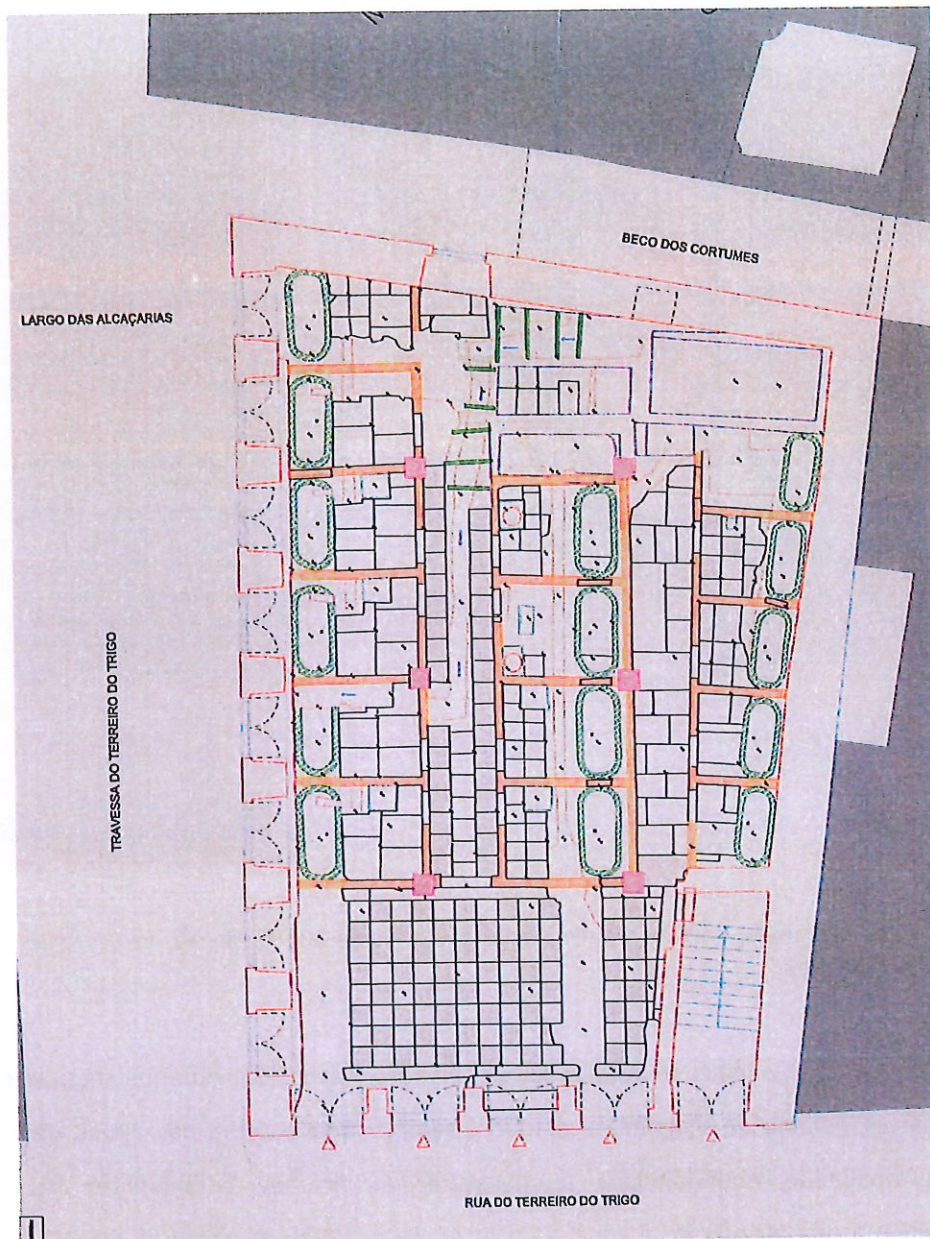 BECO DOS CORTUMES
LARGO DAS ALCAÇARIAS
TRAVESSA DO TERREIRO DO TRIGO
RUA DO TERREIRO DO TRIGO